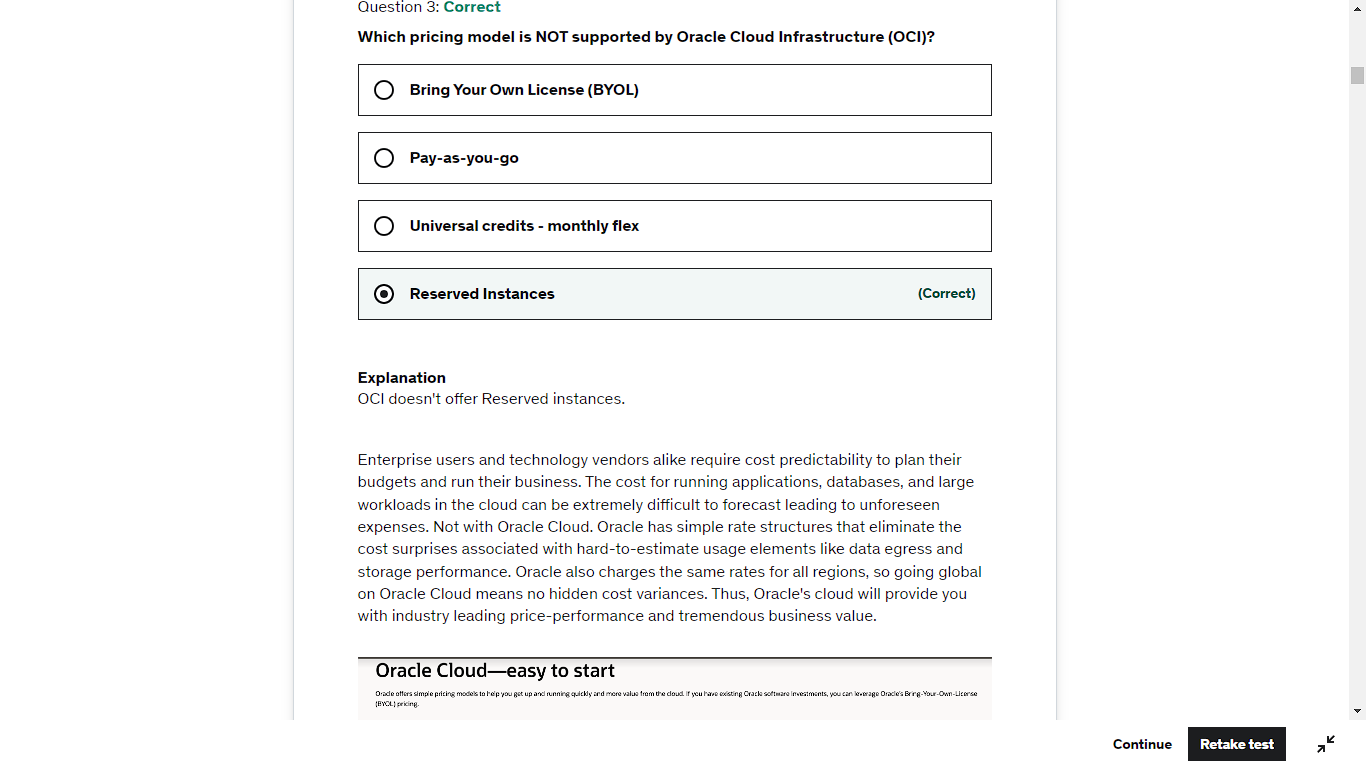 Question 3: Correct
Which pricing model is NOT supported by Oracle Cloud Infrastructure (OCI)?
Bring Your Own License (BYOL)
Pay-as-you-go
Universal credits - monthly flex
Reserved Instances (Correct)
Explanation
OCI doesn't offer Reserved instances.
Enterprise users and technology vendors alike require cost predictability to plan their
budgets and run their business. The cost for running applications, databases, and large
workloads in the cloud can be extremely difficult to forecast leading to unforeseen
expenses. Not with Oracle Cloud. Oracle has simple rate structures that eliminate the
cost surprises associated with hard-to-estimate usage elements like data egress and
storage performance. Oracle also charges the same rates for all regions, so going global
on Oracle Cloud means no hidden cost variances. Thus, Oracle's cloud will provide you
with industry leading price-performance and tremendous business value.
Oracle Cloud—easy to start
Oracle offers simple pricing models to help you get up and running quickly and more value from the cloud. If you have existing Oracle software investments, you can leverage Oracle's Bring-Your-Own-License
(BYOL) pricing.
Continue Retake test